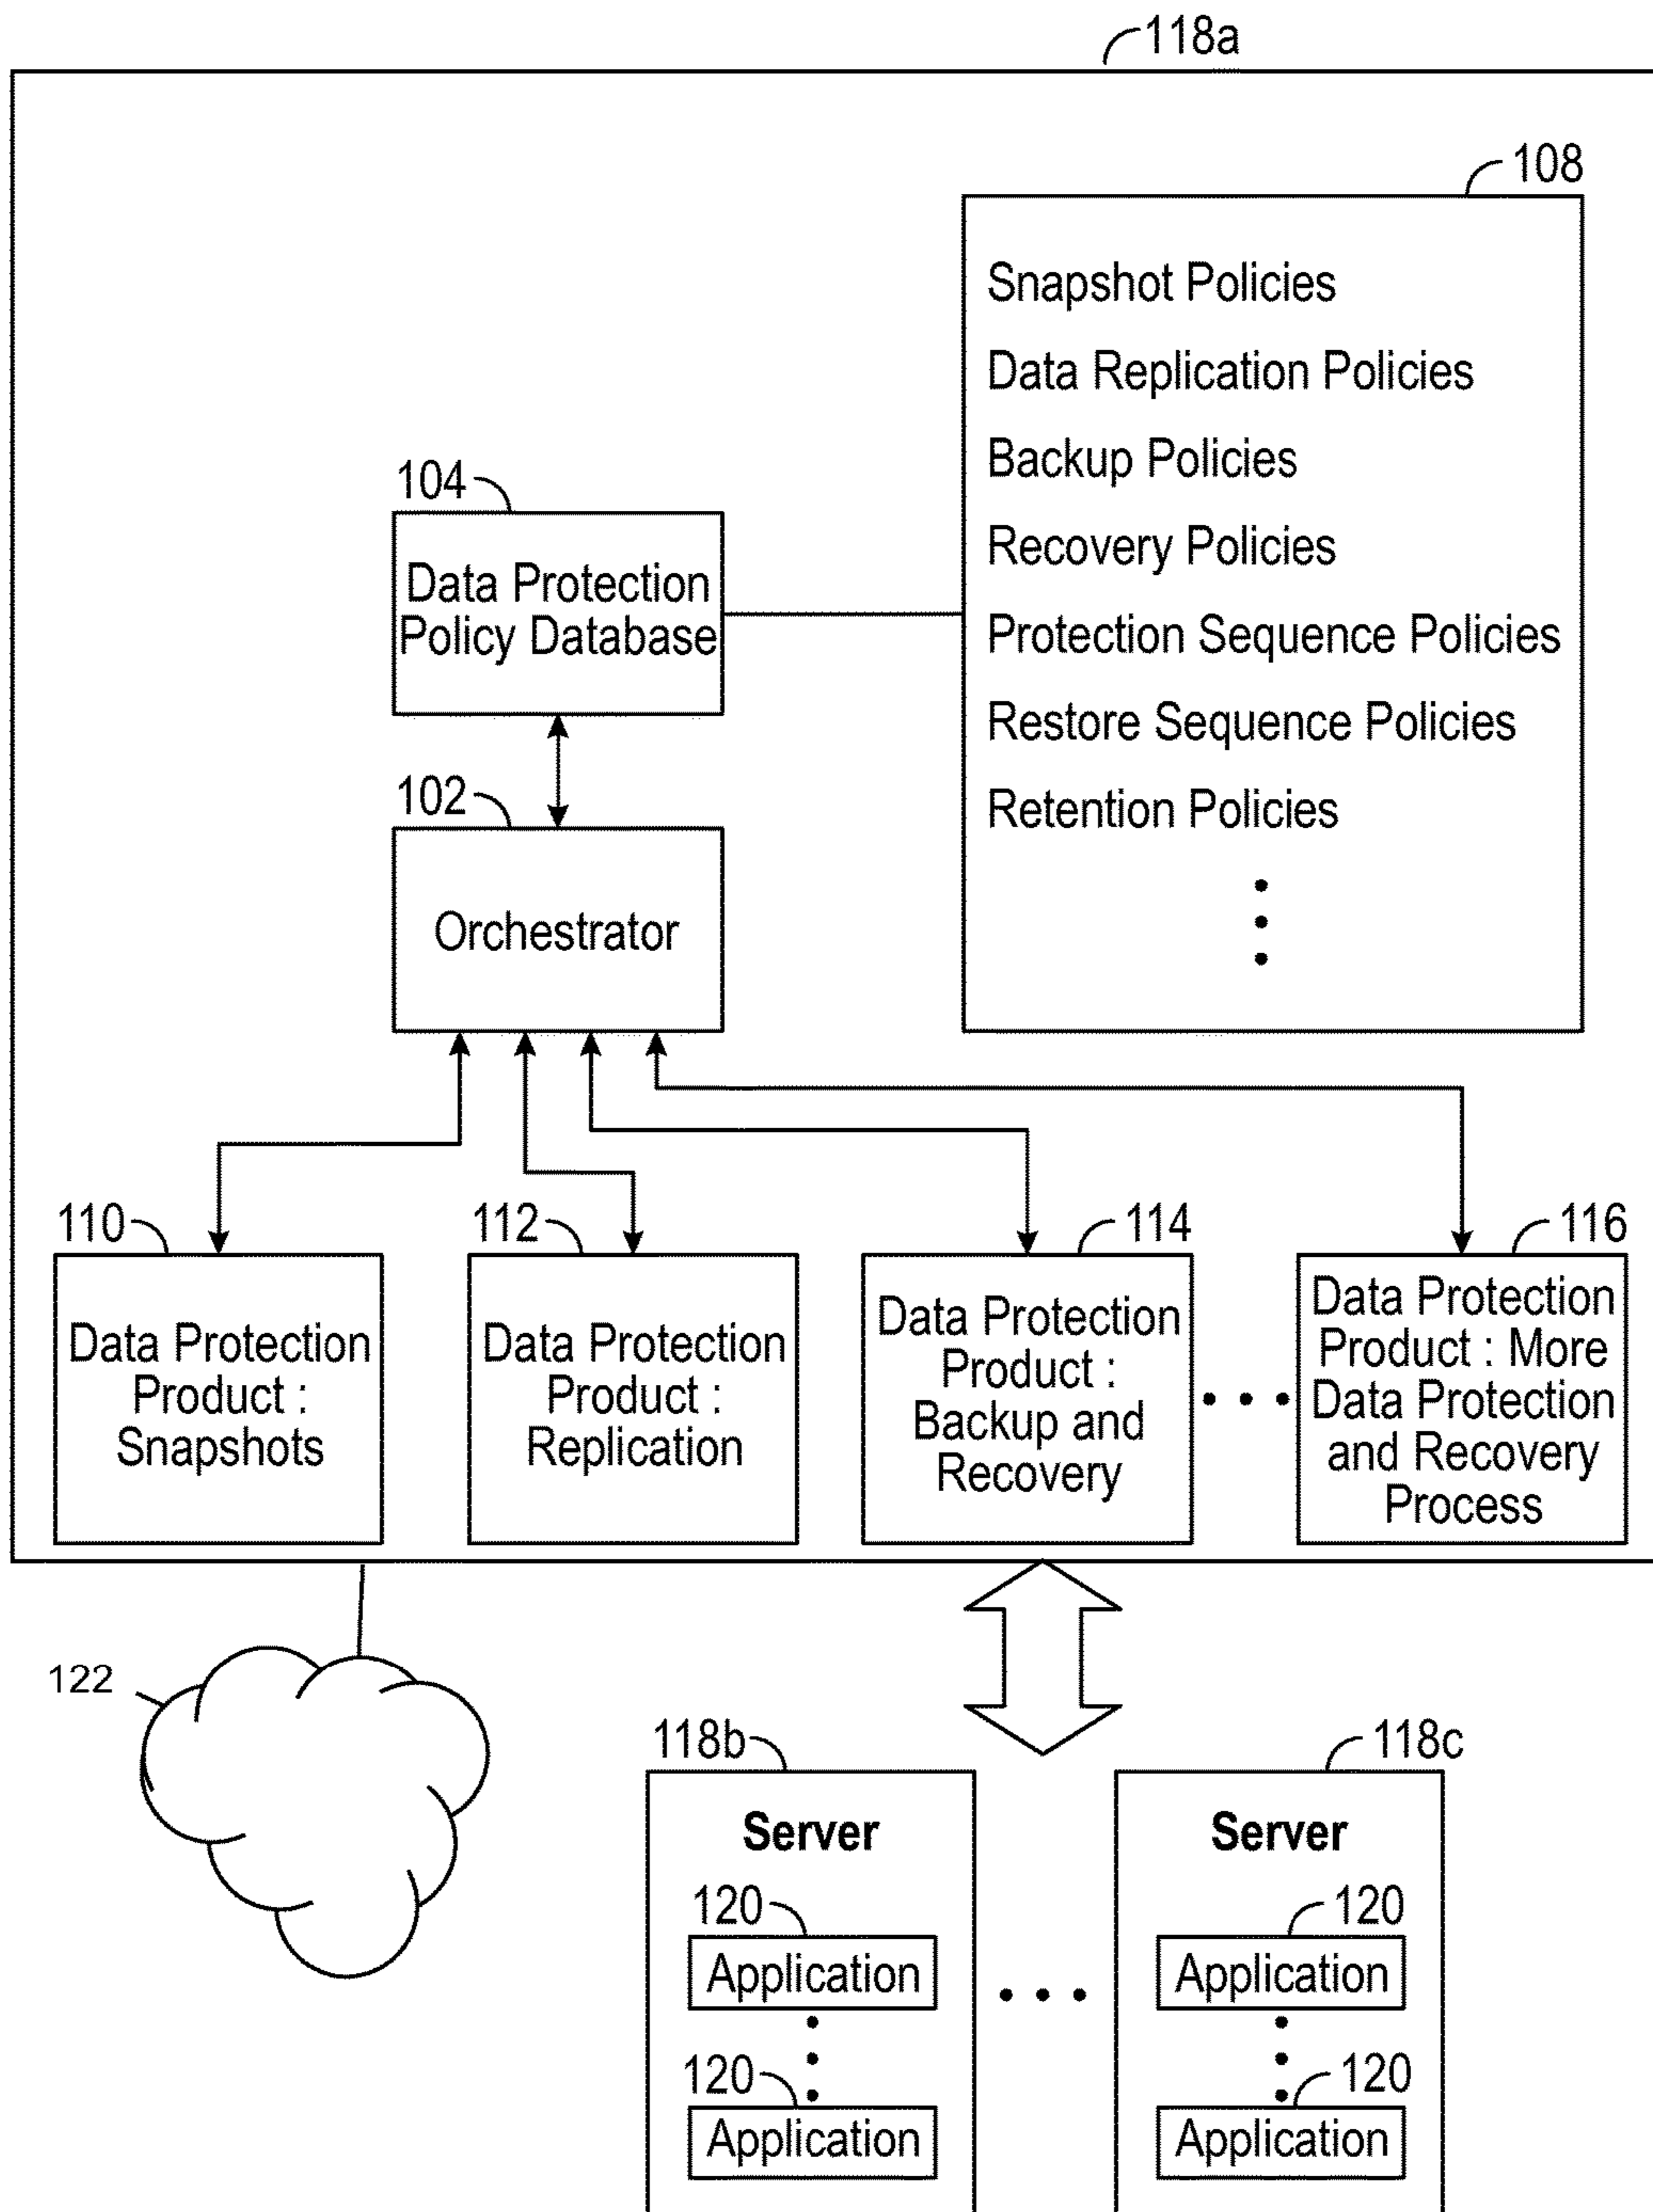 118a
108
Snapshot Policies
Data Replication Policies
Backup Policies
Recovery Policies
Protection Sequence Policies
Restore Sequence Policies
Retention Policies
104
Data Protection
Policy Database
102
Orchestrator
110
Data Protection
Product :
Snapshots
112
Data Protection
Product :
Replication
114
Data Protection
Product :
Backup and
Recovery
116
Data Protection
Product : More
Data Protection
and Recovery
Process
122
118b
Server
120
Application
120
Application
118c
Server
120
Application
120
Application